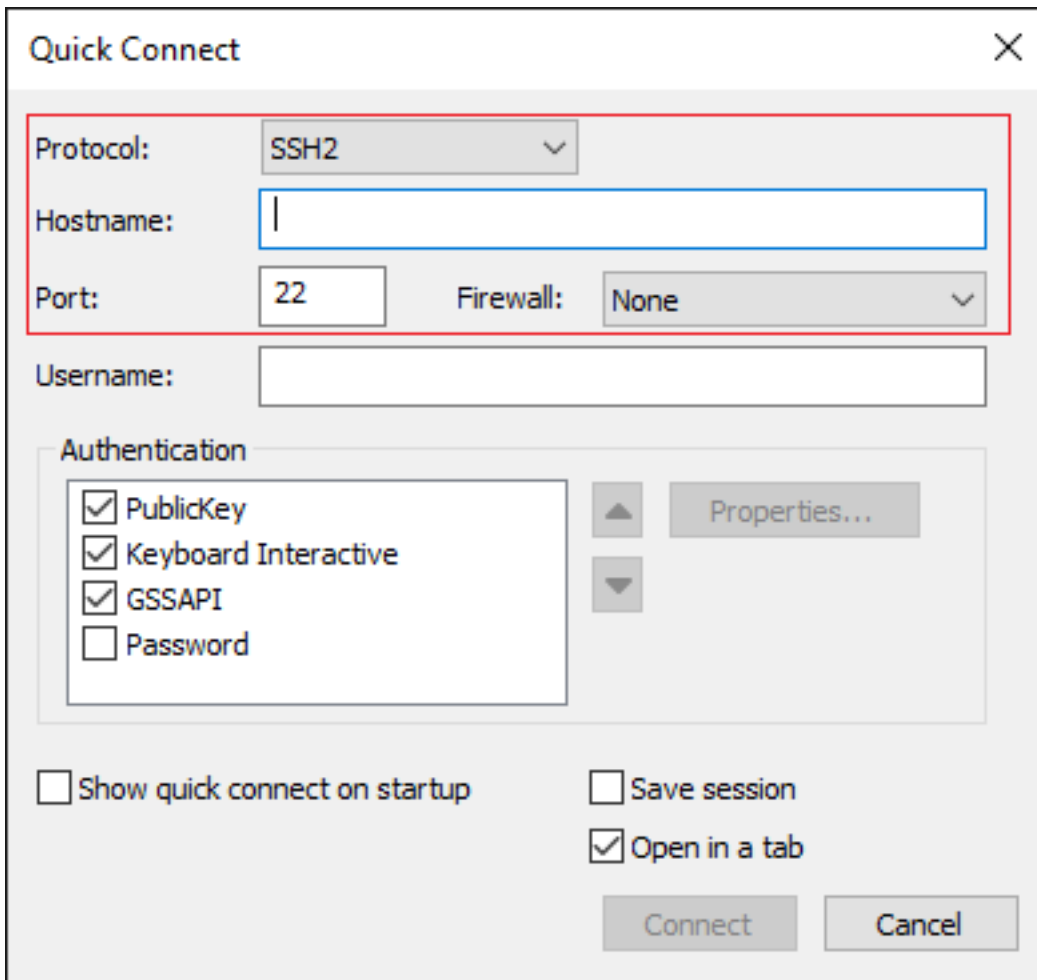 Quick Connect
Protocol: SSH2
Hostname:
Port: 22 Firewall: None
Username:
Authentication
PublicKey Properties...
Keyboard Interactive
GSSAPI
Password
Show quick connect on startup Save session
Open in a tab
Connect Cancel